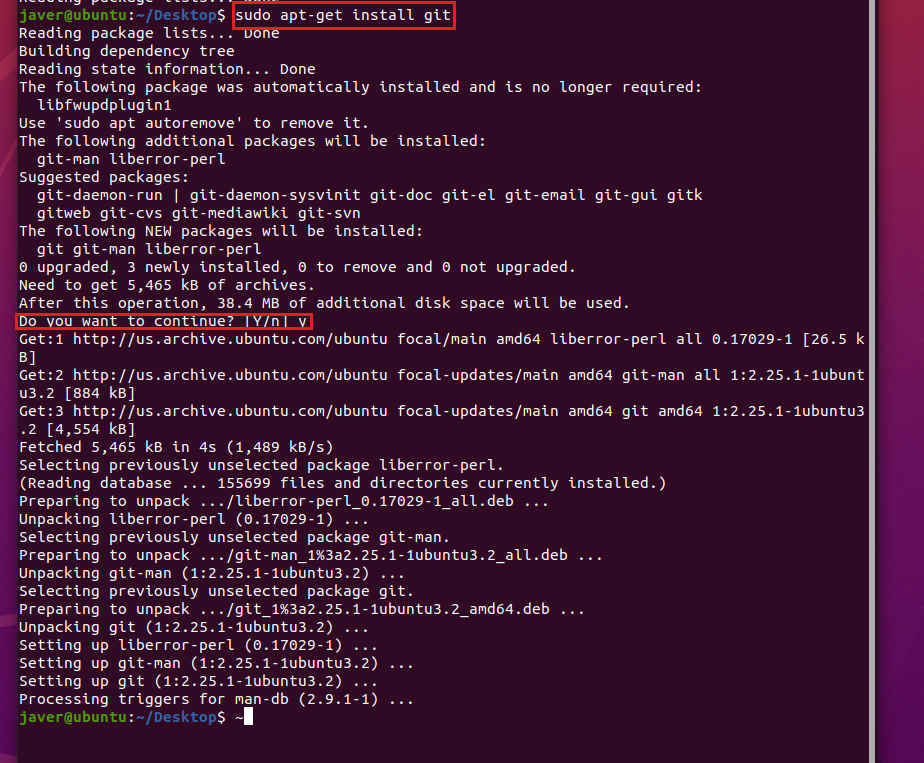 javer@ubuntu:~/Desktop$ sudo apt-get install git
Reading package lists... Done
Building dependency tree
Reading state information... Done
The following package was automatically installed and is no longer required:
  libfwupdplugin1
Use 'sudo apt autoremove' to remove it.
The following additional packages will be installed:
  git-man liberror-perl
Suggested packages:
  git-daemon-run | git-daemon-sysvinit git-doc git-el git-email git-gui gitk
  gitweb git-cvs git-mediawiki git-svn
The following NEW packages will be installed:
  git git-man liberror-perl
0 upgraded, 3 newly installed, 0 to remove and 0 not upgraded.
Need to get 5,465 kB of archives.
After this operation, 38.4 MB of additional disk space will be used.
Do you want to continue? [Y/n] y
Get:1 http://us.archive.ubuntu.com/ubuntu focal/main amd64 liberror-perl all 0.17029-1 [26.5 k
B]
Get:2 http://us.archive.ubuntu.com/ubuntu focal-updates/main amd64 git-man all 1:2.25.1-1ubunt
u3.2 [884 kB]
Get:3 http://us.archive.ubuntu.com/ubuntu focal-updates/main amd64 git amd64 1:2.25.1-1ubuntu3
.2 [4,554 kB]
Fetched 5,465 kB in 4s (1,489 kB/s)
Selecting previously unselected package liberror-perl.
(Reading database ... 155699 files and directories currently installed.)
Preparing to unpack .../liberror-perl_0.17029-1_all.deb ...
Unpacking liberror-perl (0.17029-1) ...
Selecting previously unselected package git-man.
Preparing to unpack .../git-man_1%3a2.25.1-1ubuntu3.2_all.deb ...
Unpacking git-man (1:2.25.1-1ubuntu3.2) ...
Selecting previously unselected package git.
Preparing to unpack .../git_1%3a2.25.1-1ubuntu3.2_amd64.deb ...
Unpacking git (1:2.25.1-1ubuntu3.2) ...
Setting up liberror-perl (0.17029-1) ...
Setting up git-man (1:2.25.1-1ubuntu3.2) ...
Setting up git (1:2.25.1-1ubuntu3.2) ...
Processing triggers for man-db (2.9.1-1) ...
javer@ubuntu:~/Desktop$ ~